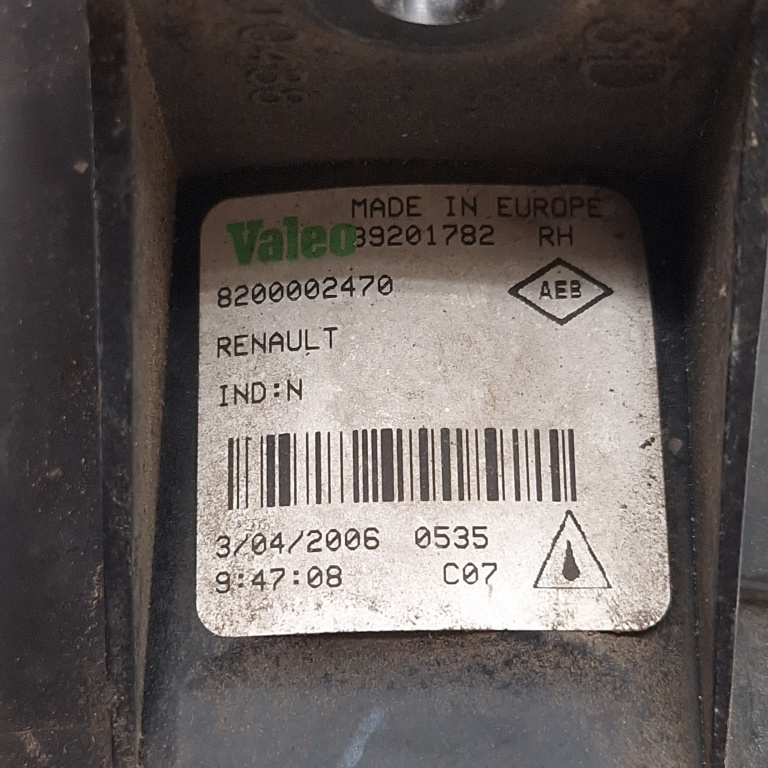 MADE IN EUROPE
Valeo 89201782 RH
8200002470 AEB
RENAULT
IND:N
3/04/2006 0535
9:47:08 C07